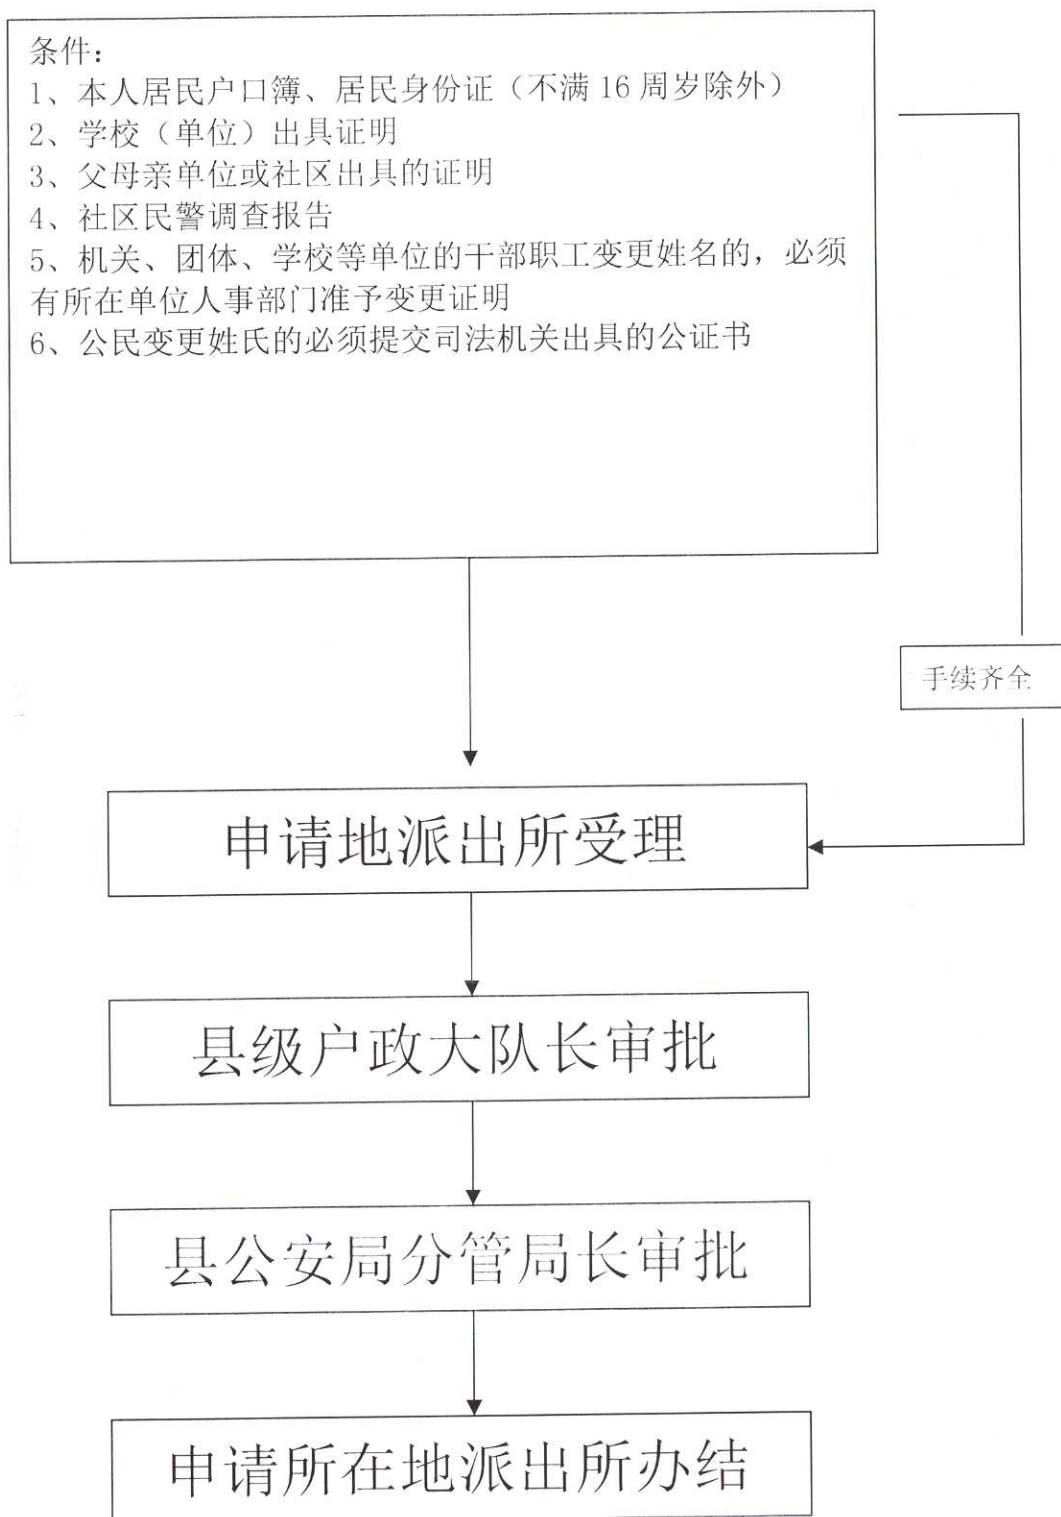 条件：
1、本人居民户口簿、居民身份证（不满 16 周岁除外）
2、学校（单位）出具证明
3、父母亲单位或社区出具的证明
4、社区民警调查报告
5、机关、团体、学校等单位的干部职工变更姓名的，必须
有所在单位人事部门准予变更证明
6、公民变更姓氏的必须提交司法机关出具的公证书
手续齐全
申请地派出所受理
县级户政大队长审批
县公安局分管局长审批
申请所在地派出所办结